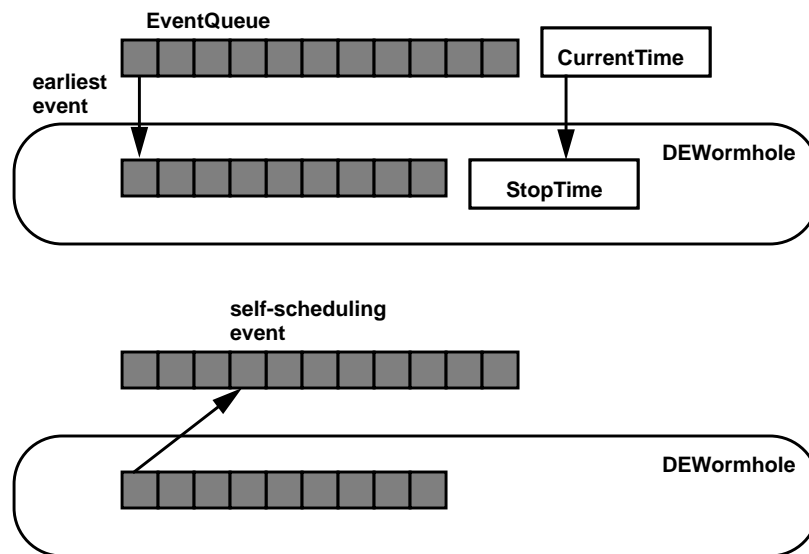 EventQueue
CurrentTime
earliest
event
DEWormhole
StopTime
self-scheduling
event
DEWormhole